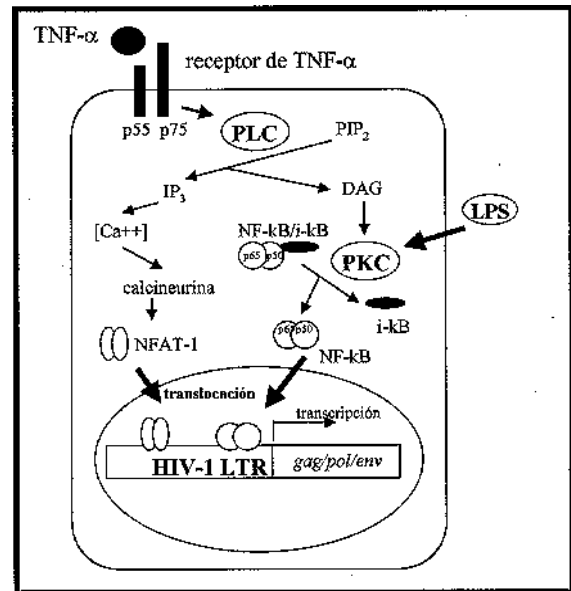 TNF-α
receptor de TNF-α
p55 p75
PLC
PIP2
IP3
DAG
LPS
[Ca++]
NF-kB/i-kB
p65 p50
PKC
calcineurina
i-kB
NFAT-1
p65 p50
NF-kB
translocación
transcripción
HIV-1 LTR
gag/pol/env